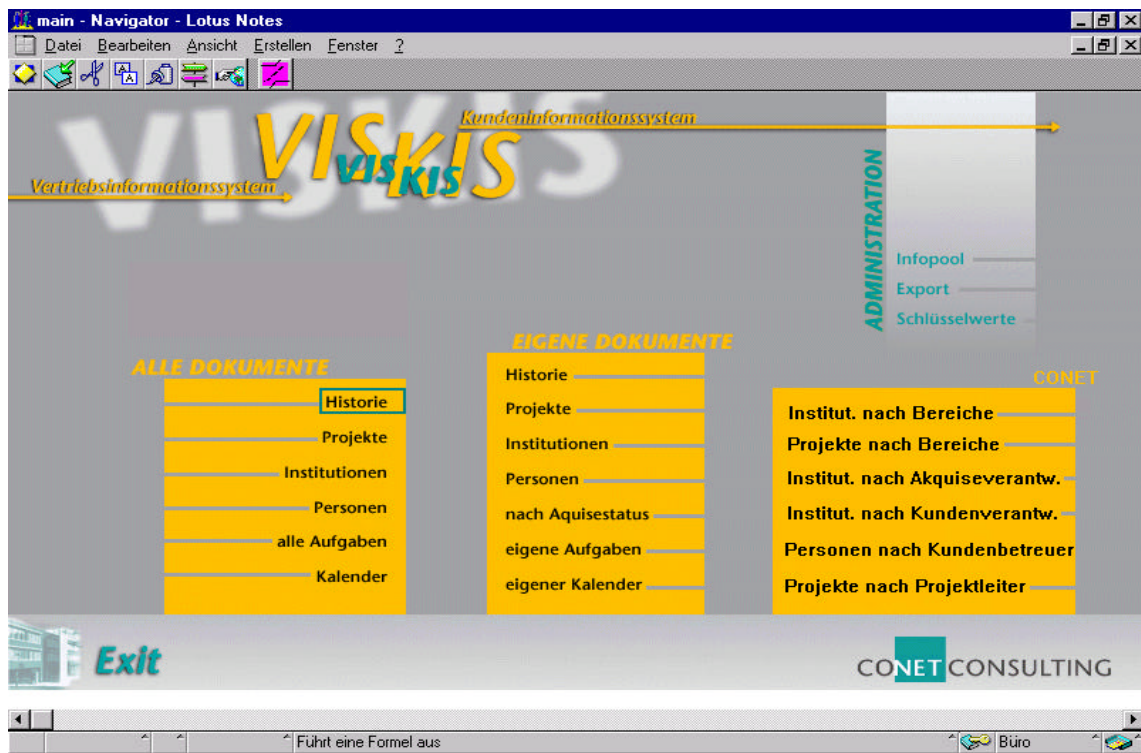 main - Navigator - Lotus Notes
Datei Bearbeiten Ansicht Erstellen Fenster ?
VISKIS
Kundeninformationssystem
VISKIS
VISKIS
Vertriebsinformationssystem
ADMINISTRATION
Infopool
Export
Schlüsselwerte
ALLE DOKUMENTE
Historie
Projekte
Institutionen
Personen
alle Aufgaben
Kalender
EIGENE DOKUMENTE
Historie
Projekte
Institutionen
Personen
nach Aquisestatus
eigene Aufgaben
eigener Kalender
CONET
Institut. nach Bereiche
Projekte nach Bereiche
Institut. nach Akquiseverantw.
Institut. nach Kundenverantw.
Personen nach Kundenbetreuer
Projekte nach Projektleiter
Exit
CONET CONSULTING
Führt eine Formel aus
Büro